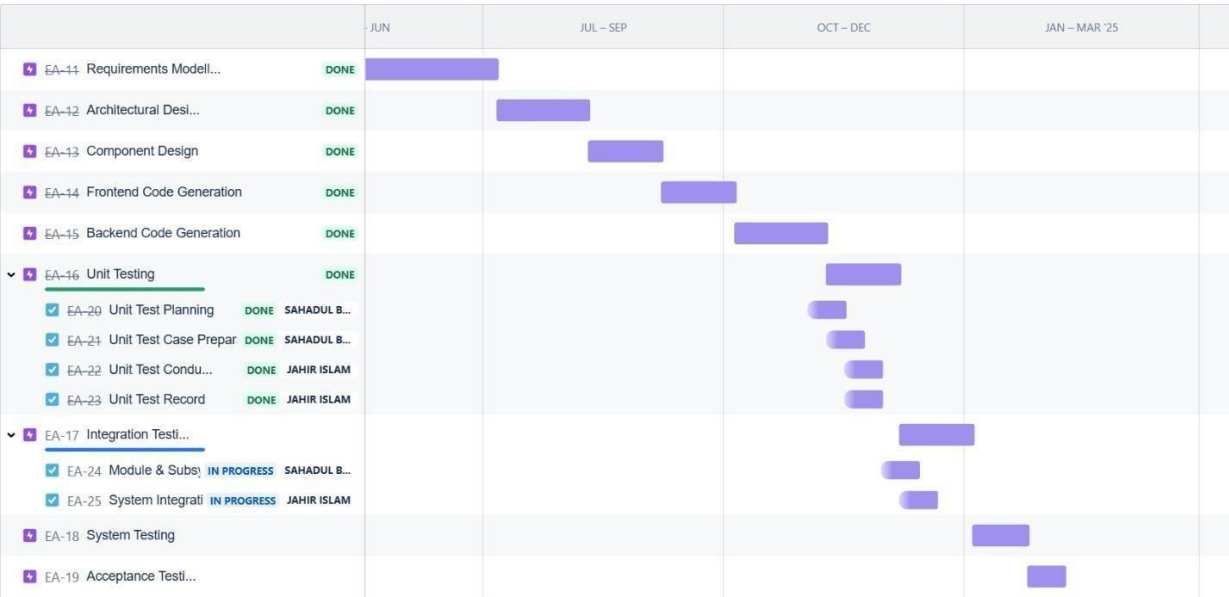 - JUN JUL – SEP OCT – DEC JAN – MAR '25
EA-11 Requirements Modell... DONE
EA-12 Architectural Desi... DONE
EA-13 Component Design DONE
EA-14 Frontend Code Generation DONE
EA-15 Backend Code Generation DONE
EA-16 Unit Testing DONE
EA-20 Unit Test Planning DONE SAHADUL B...
EA-21 Unit Test Case Prepar DONE SAHADUL B...
EA-22 Unit Test Condu... DONE JAHIR ISLAM
EA-23 Unit Test Record DONE JAHIR ISLAM
EA-17 Integration Testi...
EA-24 Module & Subsy IN PROGRESS SAHADUL B...
EA-25 System Integrati IN PROGRESS JAHIR ISLAM
EA-18 System Testing
EA-19 Acceptance Testi...